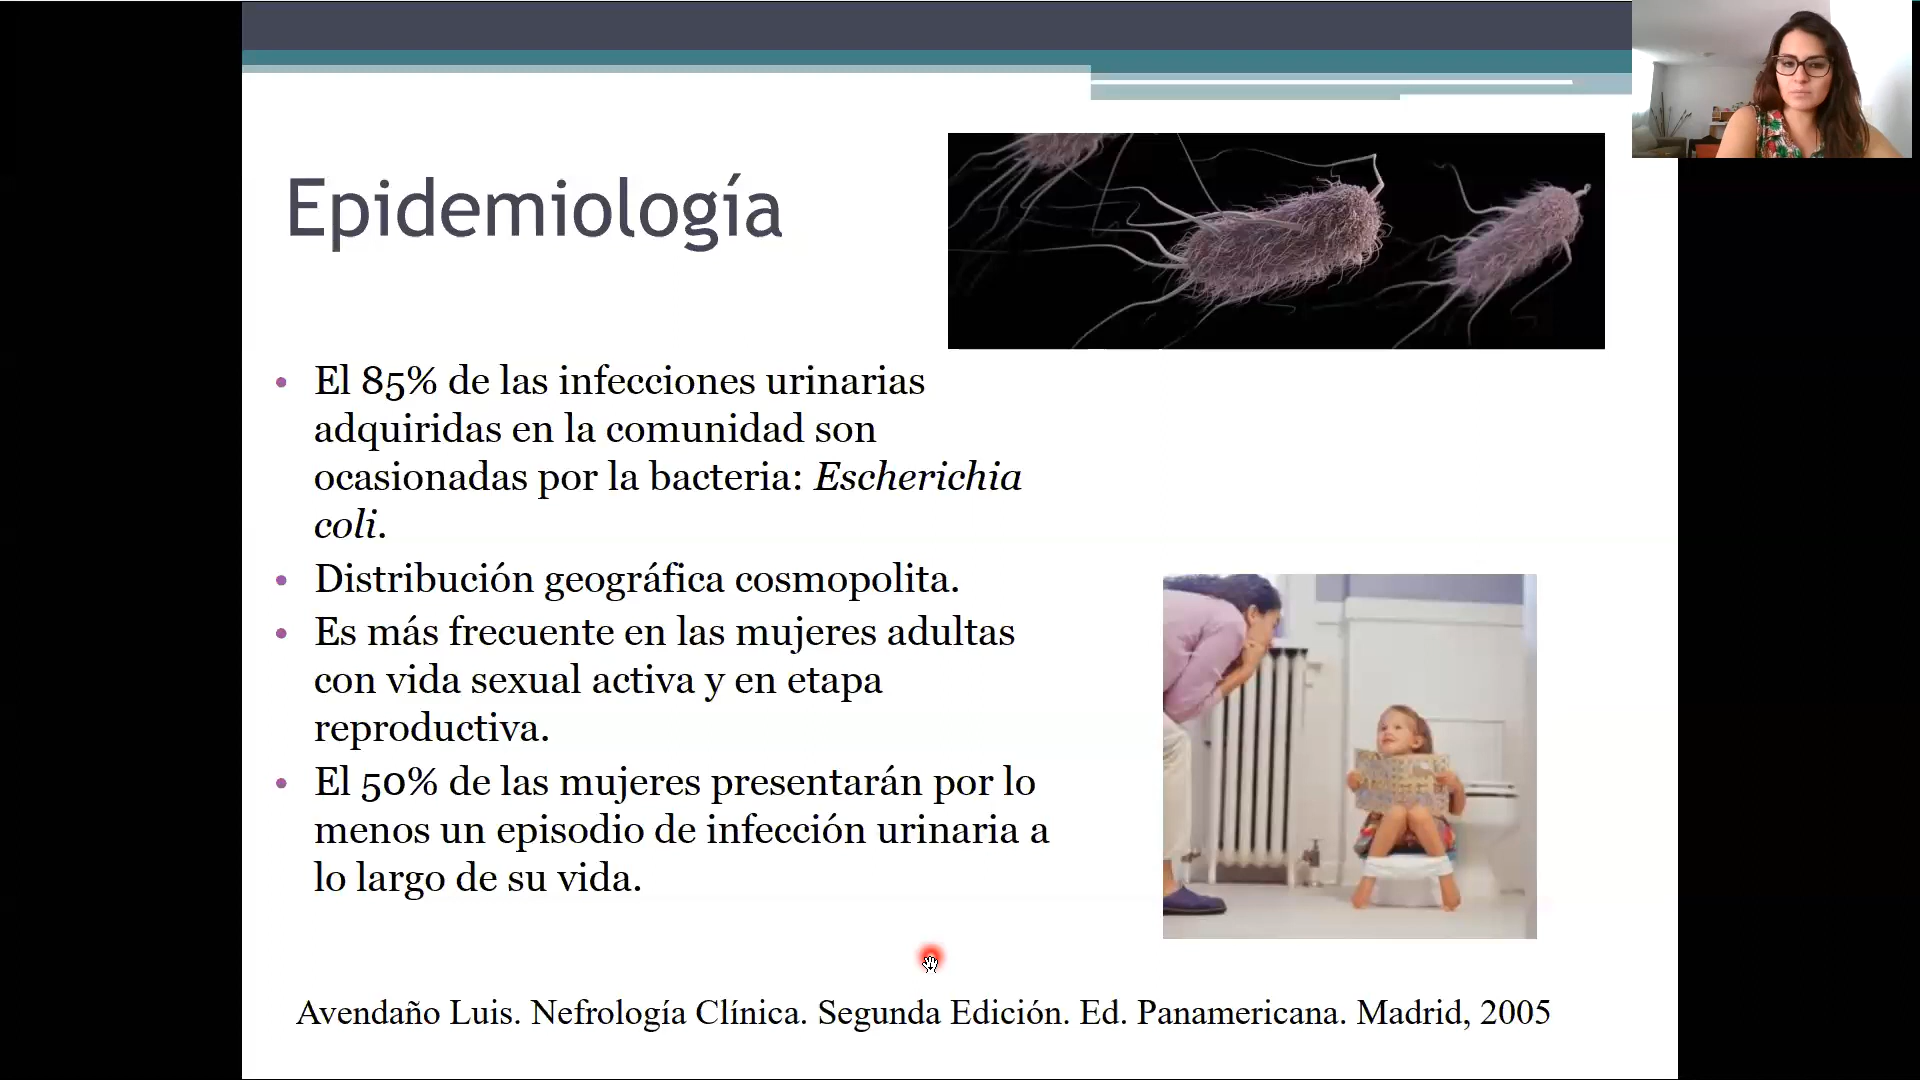 Epidemiología
• El 85% de las infecciones urinarias
adquiridas en la comunidad son
ocasionadas por la bacteria: Escherichia
coli.
• Distribución geográfica cosmopolita.
• Es más frecuente en las mujeres adultas
con vida sexual activa y en etapa
reproductiva.
• El 50% de las mujeres presentarán por lo
menos un episodio de infección urinaria a
lo largo de su vida.
Avendaño Luis. Nefrología Clínica. Segunda Edición. Ed. Panamericana. Madrid, 2005